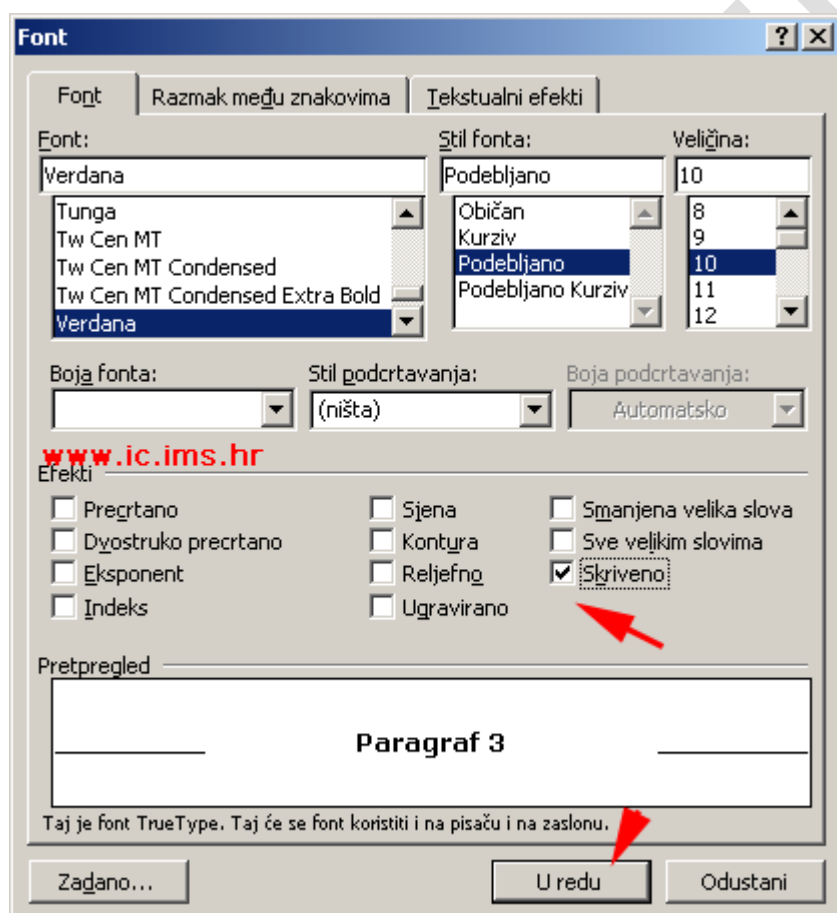 Font
Font Razmak među znakovima Tekstualni efekti
Font: Stil fonta: Veličina:
Verdana Podebljano 10
Tunga Običan 8
Tw Cen MT Kurziv 9
Tw Cen MT Condensed Podebljano 10
Tw Cen MT Condensed Extra Bold Podebljano Kurziv 11
Verdana 12
Boja fonta: Stil podcrtavanja: Boja podcrtavanja:
(ništa) Automatsko
www.ic.ims.hr
Efekti
Precrtano Sjena Smanjena velika slova
Dvostruko precrtano Kontura Sve velikim slovima
Eksponent Reljefno Skriveno
Indeks Ugravirano
Pretpregled
Paragraf 3
Taj je font TrueType. Taj će se font koristiti i na pisaču i na zaslonu.
Zadano... U redu Odustani